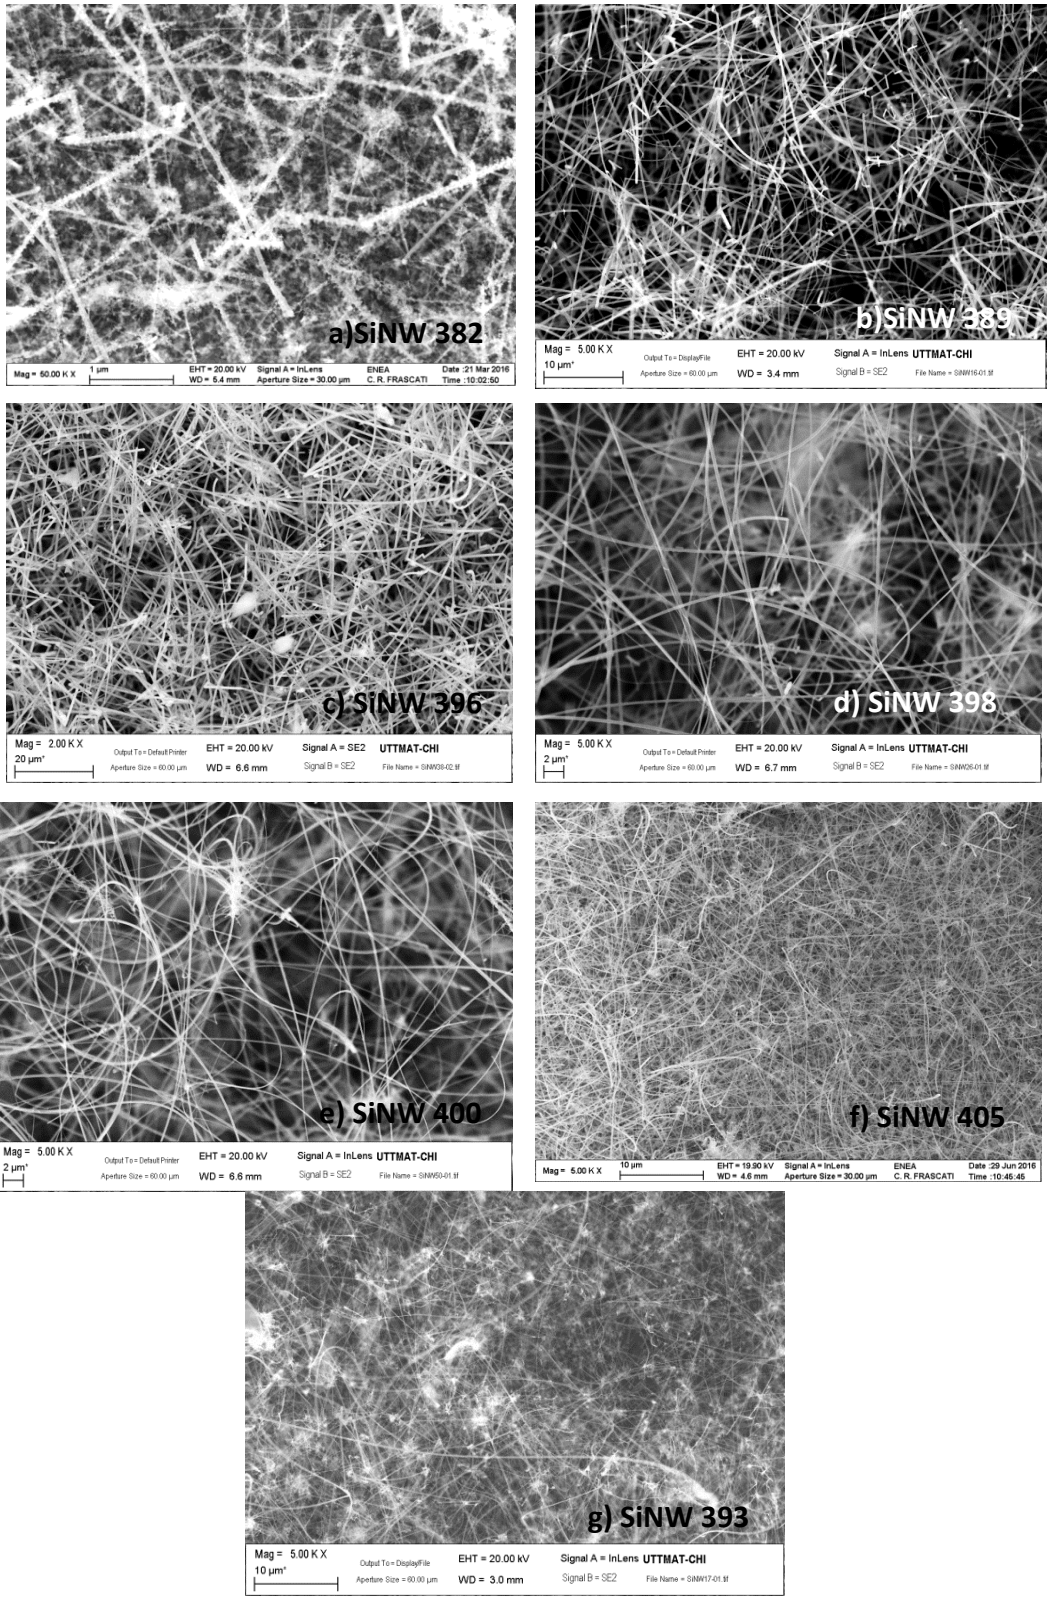 a)SiNW 382
Mag = 50.00 K X 1 µm EHT = 20.00 kV Signal A = InLens ENEA Date :21 Mar 2016
WD = 5.4 mm Aperture Size = 30.00 µm C. R. FRASCATI Time :10:02:50
b)SiNW 389
Mag = 5.00 K X Output To = Display/File EHT = 20.00 kV Signal A = InLens UTTMAT-CHI
10 µm* Aperture Size = 60.00 µm WD = 3.4 mm Signal B = SE2 File Name = SiNW16-01.tif
c) SiNW 396
Mag = 2.00 K X Output To = Default Printer EHT = 20.00 kV Signal A = SE2 UTTMAT-CHI
20 µm* Aperture Size = 60.00 µm WD = 6.6 mm Signal B = SE2 File Name = SiNW38-02.tif
d) SiNW 398
Mag = 5.00 K X Output To = Default Printer EHT = 20.00 kV Signal A = InLens UTTMAT-CHI
2 µm* Aperture Size = 60.00 µm WD = 6.7 mm Signal B = SE2 File Name = SiNW26-01.tif
e) SiNW 400
Mag = 5.00 K X Output To = Default Printer EHT = 20.00 kV Signal A = InLens UTTMAT-CHI
2 µm* Aperture Size = 60.00 µm WD = 6.6 mm Signal B = SE2 File Name = SiNW50-01.tif
f) SiNW 405
Mag = 5.00 K X 10 µm EHT = 19.90 kV Signal A = InLens ENEA Date :29 Jun 2016
WD = 4.6 mm Aperture Size = 30.00 µm C. R. FRASCATI Time :10:45:45
g) SiNW 393
Mag = 5.00 K X Output To = Display/File EHT = 20.00 kV Signal A = InLens UTTMAT-CHI
10 µm* Aperture Size = 60.00 µm WD = 3.0 mm Signal B = SE2 File Name = SiNW17-01.tif